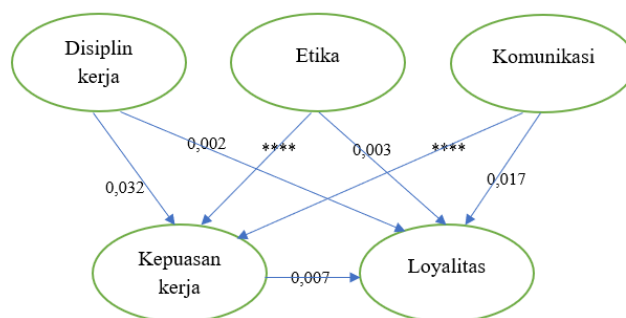 Disiplin
kerja
Etika
Komunikasi
0,002
****
0,003
****
0,032
0,017
Kepuasan
kerja
0,007
Loyalitas